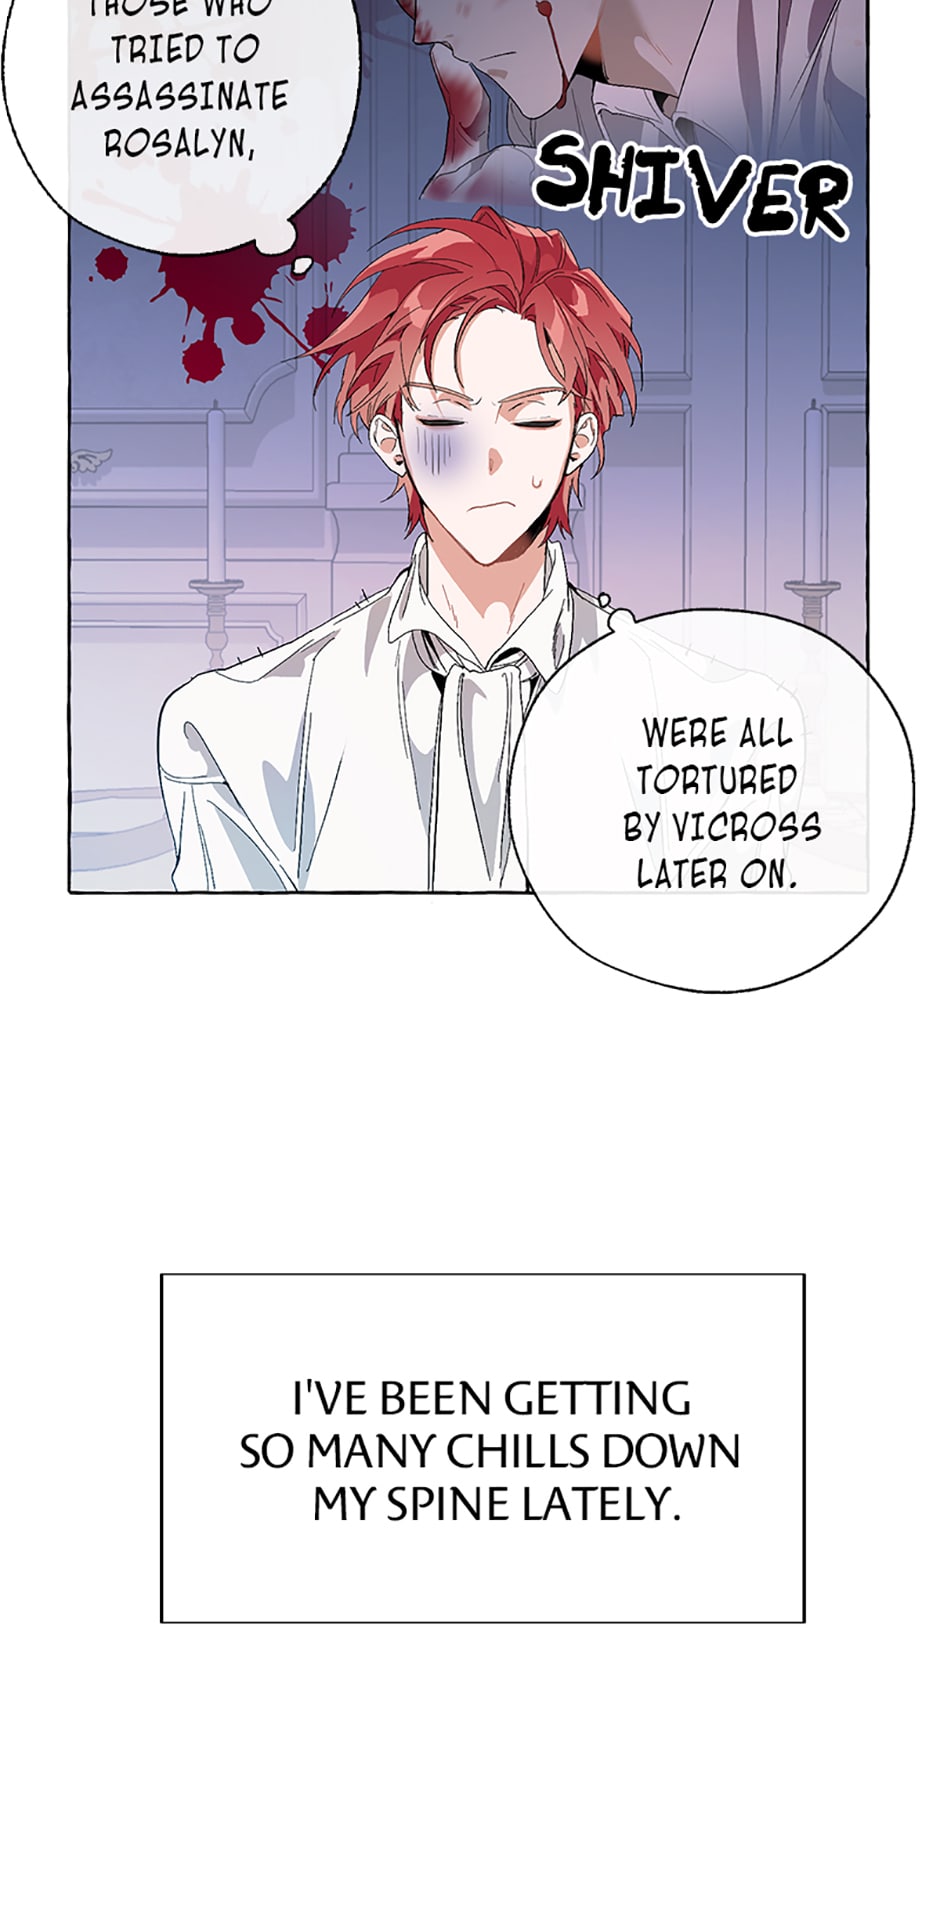 THOSE WHO
TRIED TO
ASSASSINATE
ROSALYN,
SHIVER
WERE ALL
TORTURED
BY VICROSS
LATER ON.
I'VE BEEN GETTING
SO MANY CHILLS DOWN
MY SPINE LATELY.